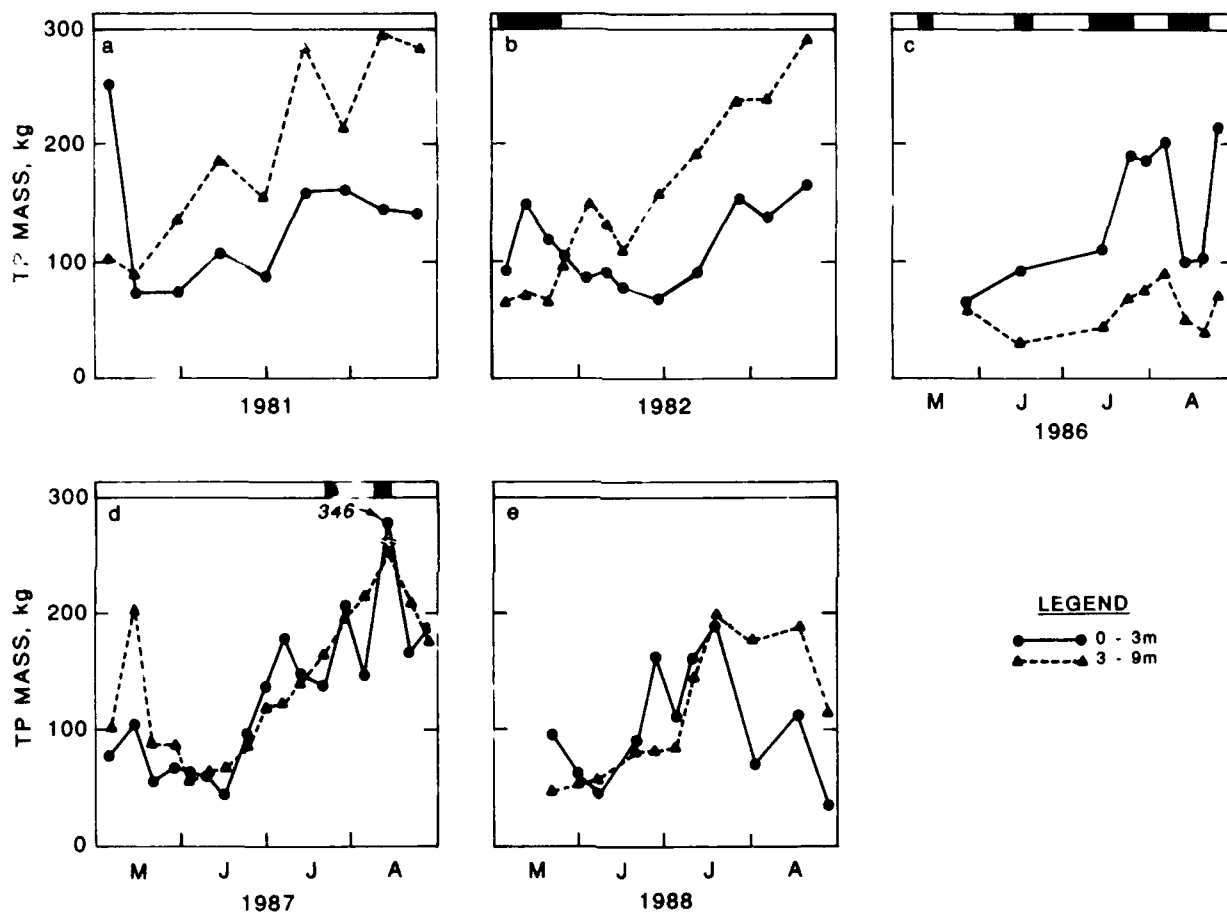 300
a
200
TP MASS, kg
100
0
1981
b
1982
c
M J J A
1986
300
d
346
200
TP MASS, kg
100
0
M J J A
1987
e
M J J A
1988
LEGEND
0 - 3m
3 - 9m